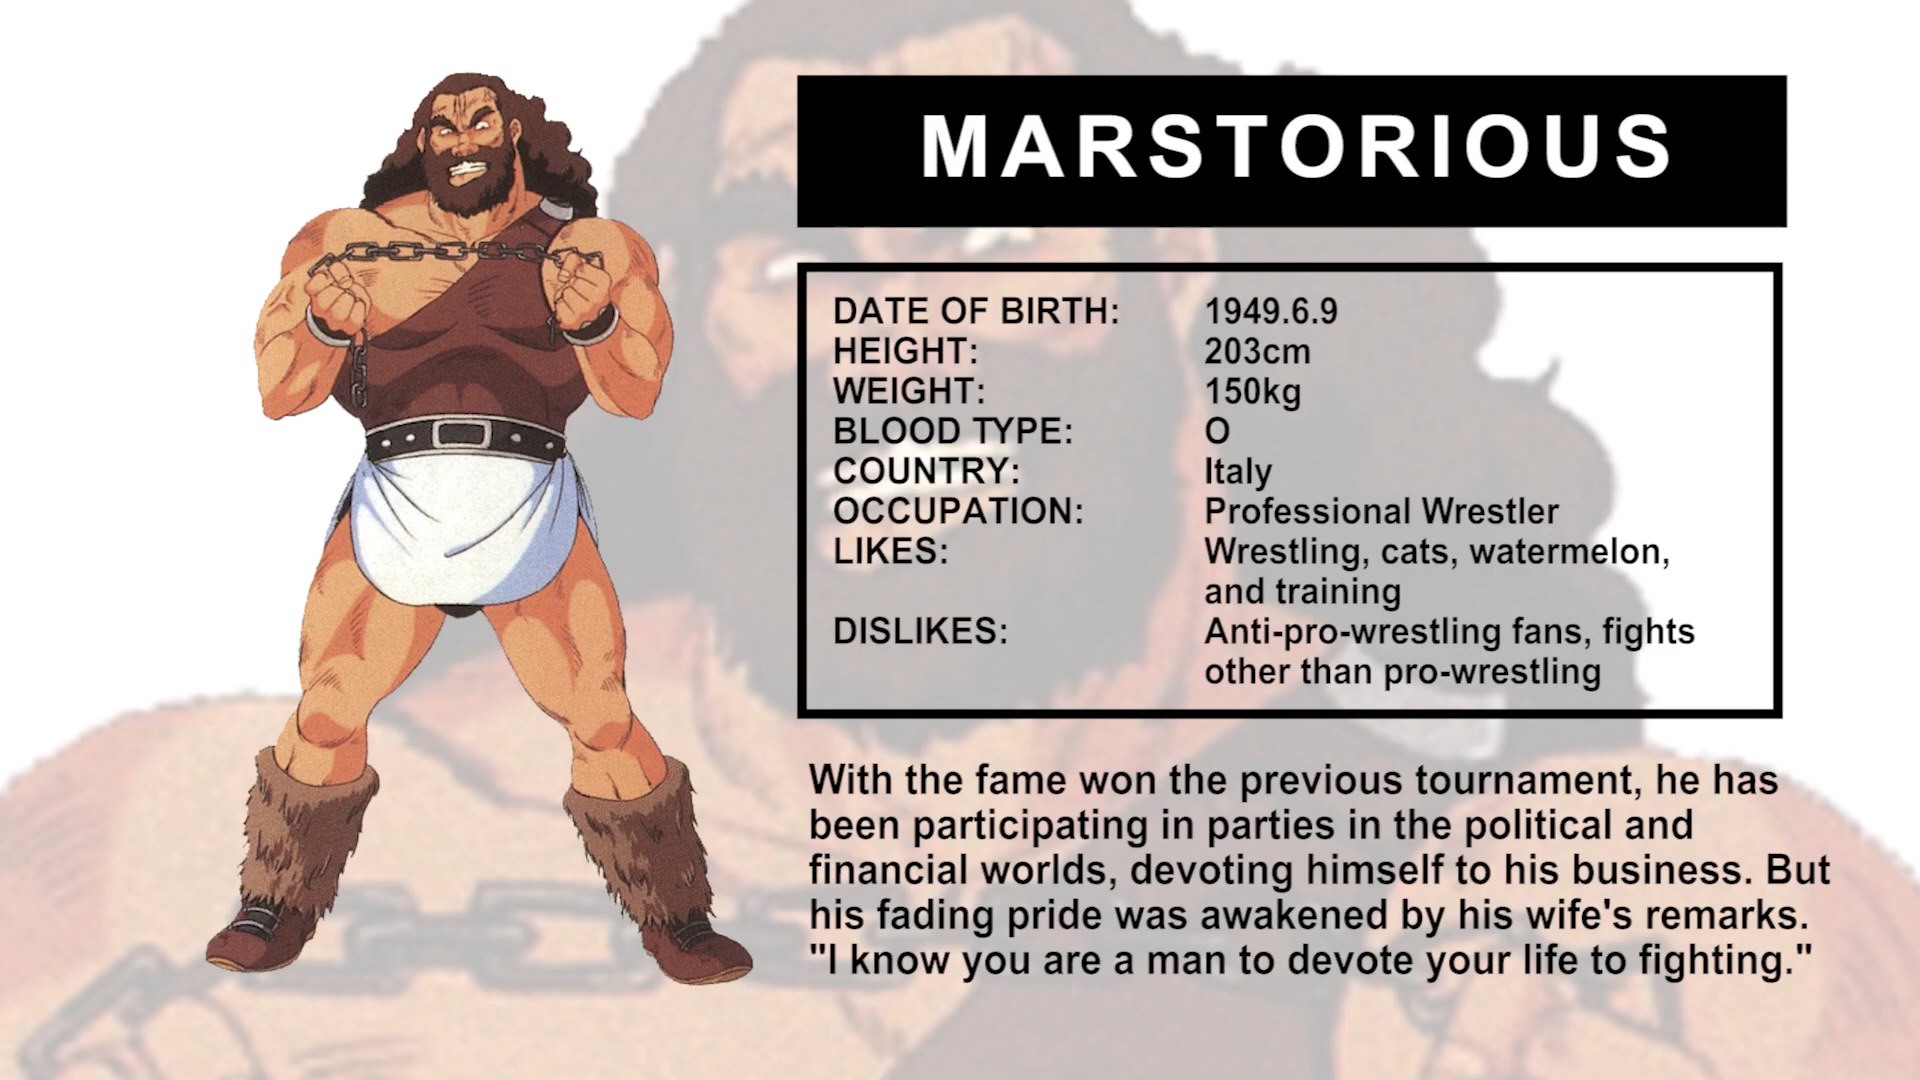 MARSTORIOUS
DATE OF BIRTH: 1949.6.9
HEIGHT: 203cm
WEIGHT: 150kg
BLOOD TYPE: O
COUNTRY: Italy
OCCUPATION: Professional Wrestler
LIKES: Wrestling, cats, watermelon,
and training
DISLIKES: Anti-pro-wrestling fans, fights
other than pro-wrestling
With the fame won the previous tournament, he has
been participating in parties in the political and
financial worlds, devoting himself to his business. But
his fading pride was awakened by his wife's remarks.
"I know you are a man to devote your life to fighting."